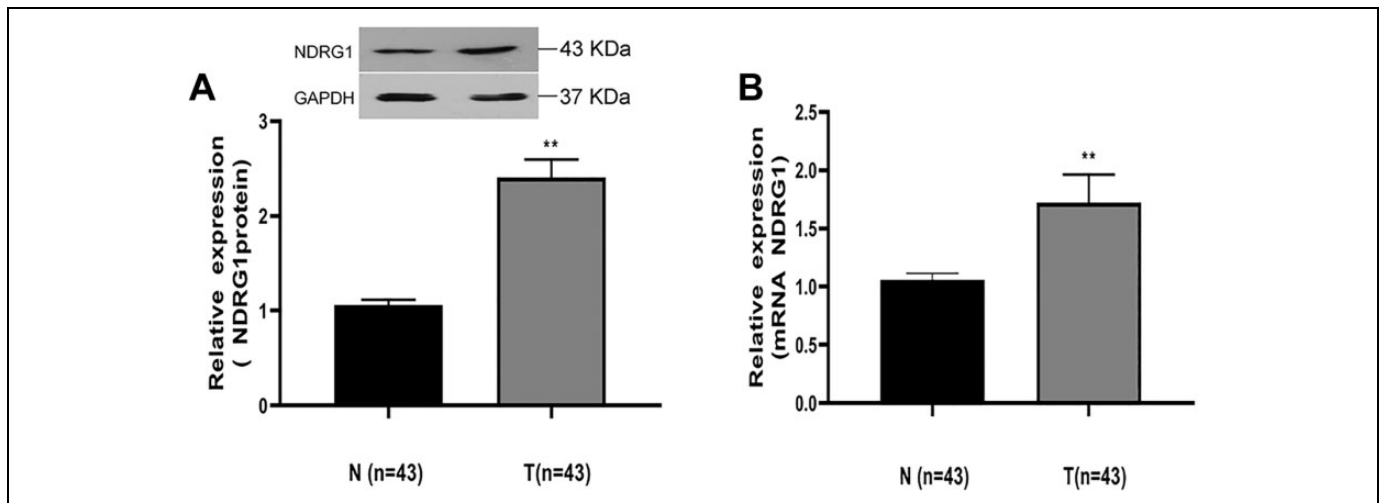 NDRG1
43 KDa
GAPDH
37 KDa
A
Relative expression
( NDRG1protein)
3
2
1
0
**
N (n=43)
T(n=43)
B
Relative expression
(mRNA NDRG1)
2.5
2.0
1.5
1.0
0.5
0.0
**
N (n=43)
T(n=43)